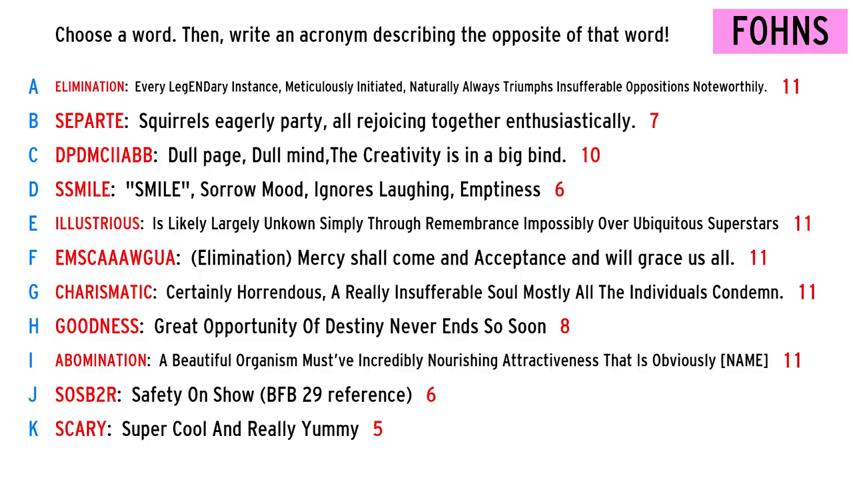 Choose a word. Then, write an acronym describing the opposite of that word!
FOHNS
A ELIMINATION: Every LegENDary Instance, Meticulously Initiated, Naturally Always Triumphs Insufferable Oppositions Noteworthily. 11
B SEPARTE: Squirrels eagerly party, all rejoicing together enthusiastically. 7
C DPDMCIIABB: Dull page, Dull mind,The Creativity is in a big bind. 10
D SSMILE: "SMILE", Sorrow Mood, Ignores Laughing, Emptiness 6
E ILLUSTRIOUS: Is Likely Largely Unkown Simply Through Remembrance Impossibly Over Ubiquitous Superstars 11
F EMSCAAAWGUA: (Elimination) Mercy shall come and Acceptance and will grace us all. 11
G CHARISMATIC: Certainly Horrendous, A Really Insufferable Soul Mostly All The Individuals Condemn. 11
H GOODNESS: Great Opportunity Of Destiny Never Ends So Soon 8
I ABOMINATION: A Beautiful Organism Must've Incredibly Nourishing Attractiveness That Is Obviously [NAME] 11
J SOSB2R: Safety On Show (BFB 29 reference) 6
K SCARY: Super Cool And Really Yummy 5